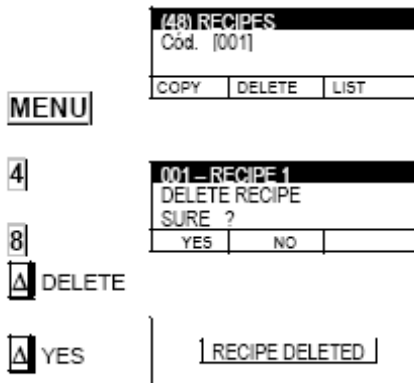 (48) RECIPES
Cód. [001]
COPY DELETE LIST
MENU
4
001 – RECIPE 1
DELETE RECIPE
SURE ?
YES NO
8
Δ DELETE
Δ YES
RECIPE DELETED